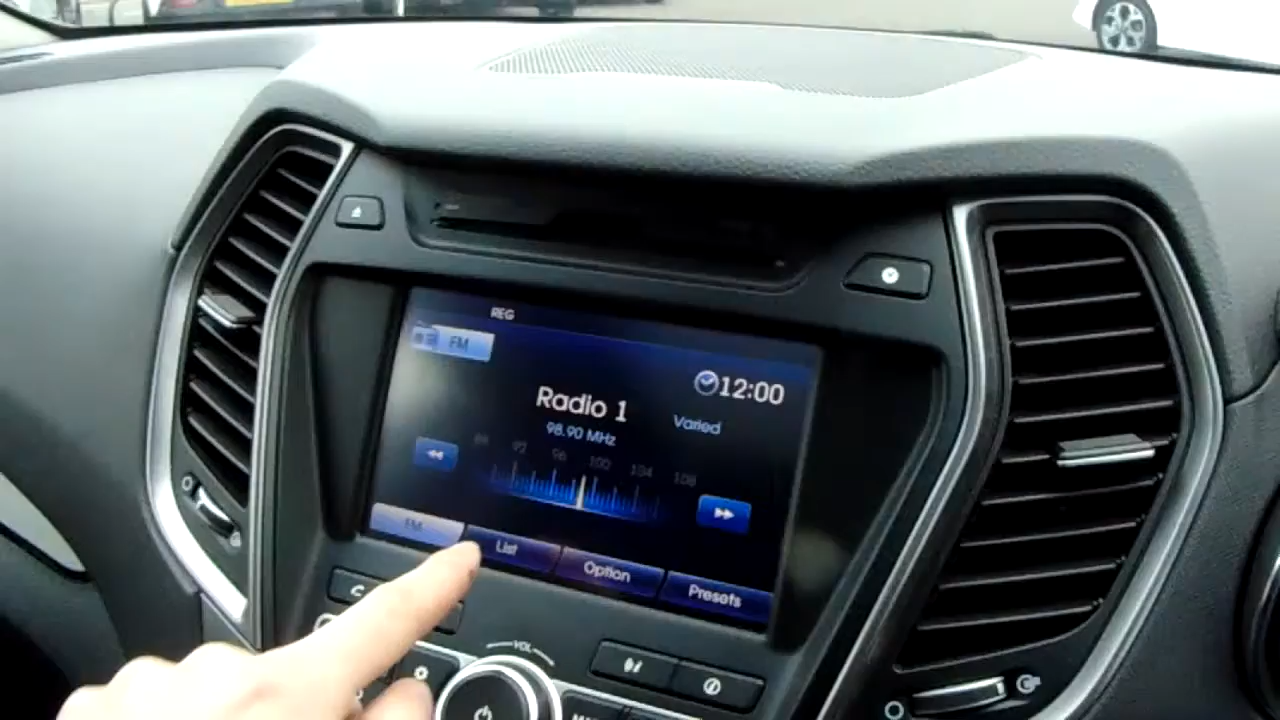 REG
FM
12:00
Radio 1
Varied
98.90 MHz
88 92 96 100 104 108
FM List Option Presets
VOL